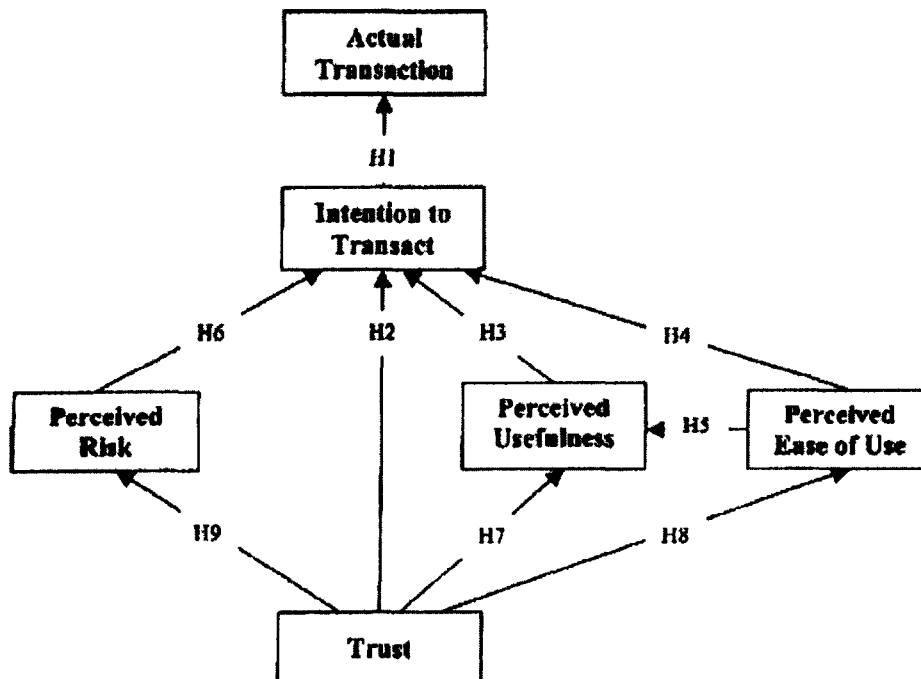 Actual
Transaction
H1
Intention to
Transact
H6
H2
H3
H4
Perceived
Risk
Perceived
Usefulness
H5
Perceived
Ease of Use
H9
H7
H8
Trust